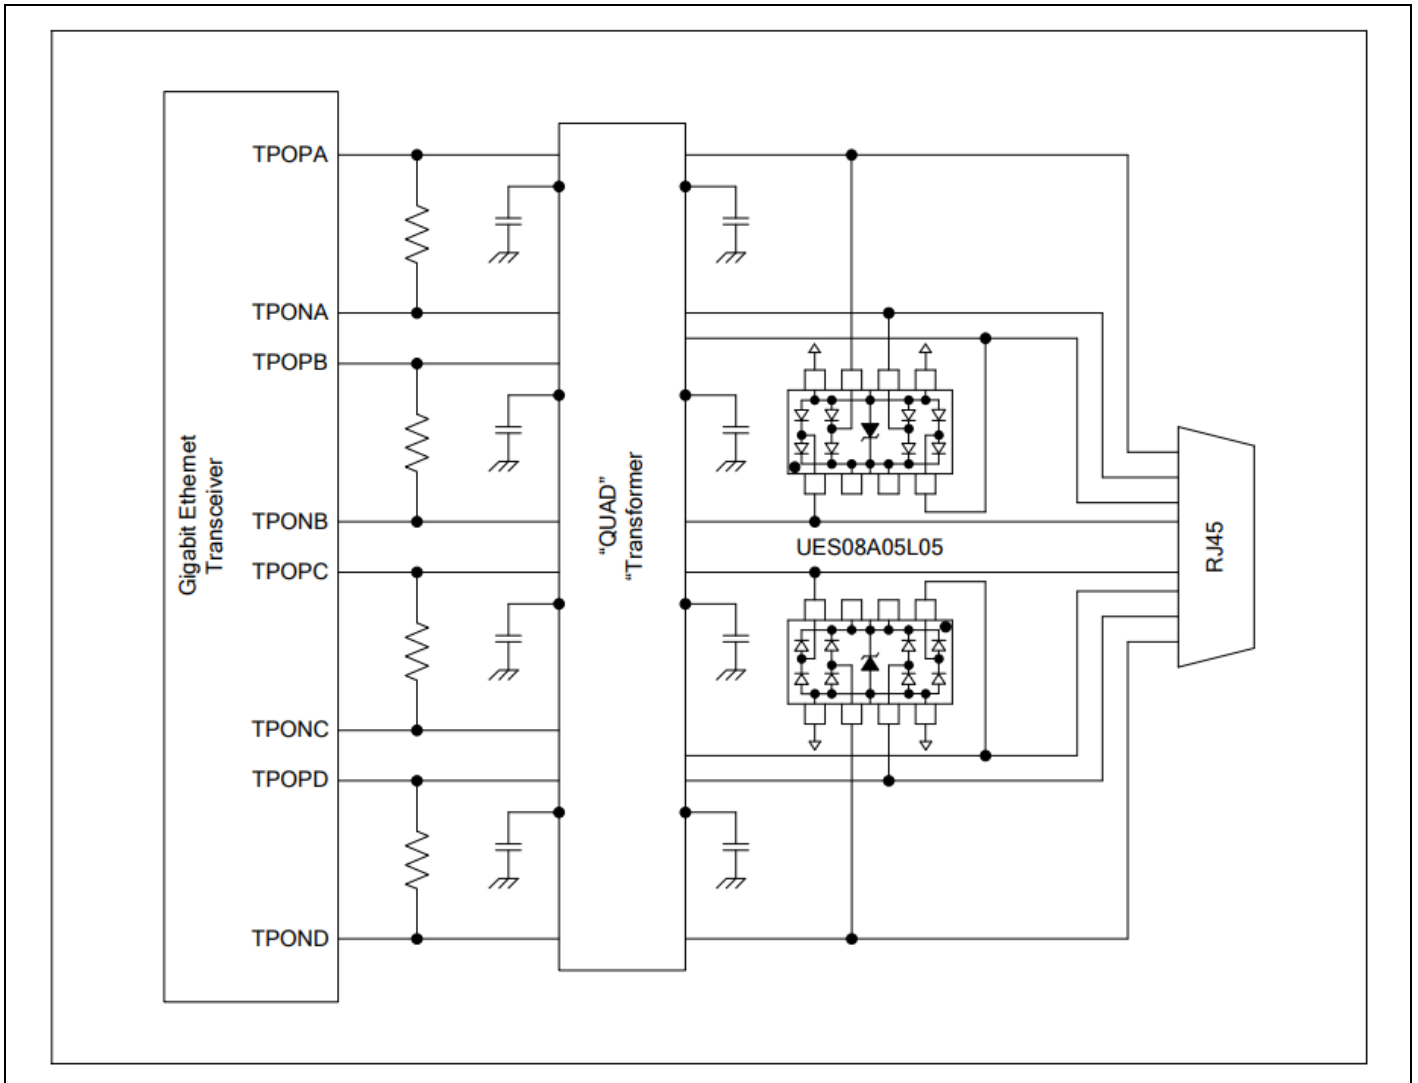 TPOPA
TPONA
TPOPB
TPONB
TPOPC
TPONC
TPOPD
TPOND
Gigabit Ethernet
Transceiver
“QUAD”
“Transformer
UES08A05L05
RJ45